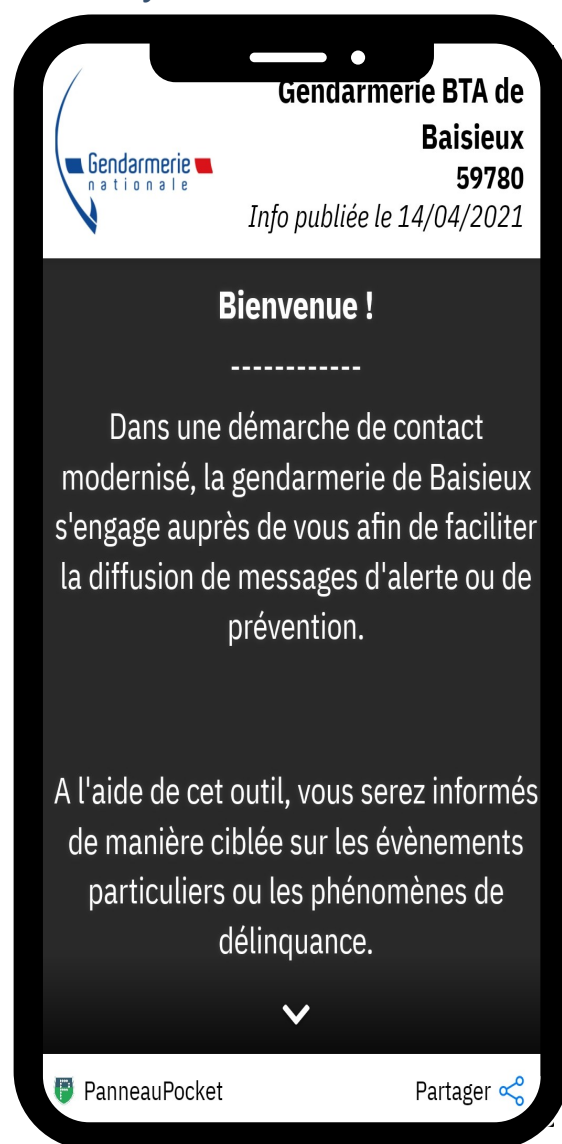 Gendarmerie BTA de
Baisieux
59780
Info publiée le 14/04/2021
Gendarmerie
nationale
Bienvenue !
------------
Dans une démarche de contact
modernisé, la gendarmerie de Baisieux
s'engage auprès de vous afin de faciliter
la diffusion de messages d'alerte ou de
prévention.
A l'aide de cet outil, vous serez informés
de manière ciblée sur les évènements
particuliers ou les phénomènes de
délinquance.
PanneauPocket
Partager